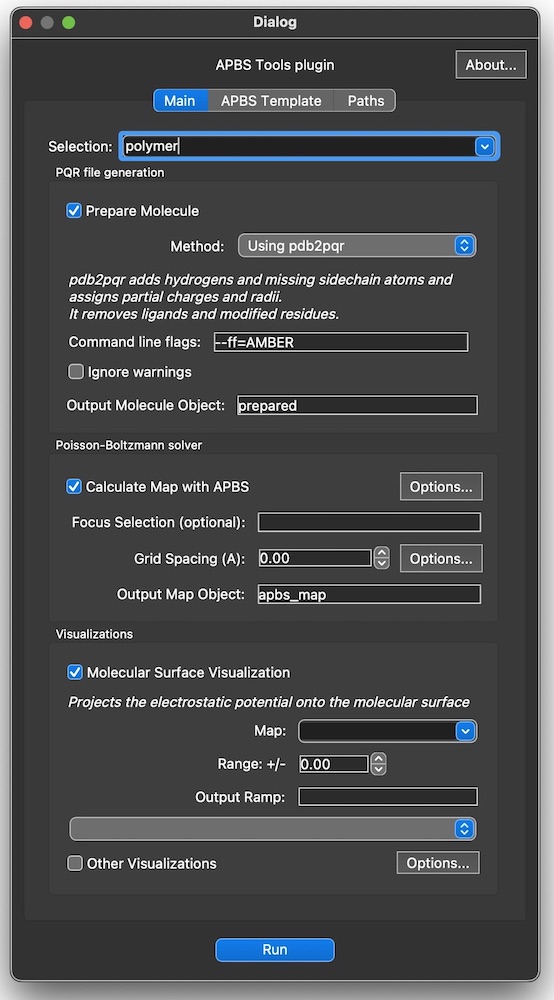 Dialog
APBS Tools plugin
About...
Main
APBS Template
Paths
Selection:
polymer
PQR file generation
Prepare Molecule
Method:
Using pdb2pqr
pdb2pqr adds hydrogens and missing sidechain atoms and
assigns partial charges and radii.
It removes ligands and modified residues.
Command line flags:
--ff=AMBER
Ignore warnings
Output Molecule Object:
prepared
Poisson-Boltzmann solver
Calculate Map with APBS
Options...
Focus Selection (optional):
Grid Spacing (A):
0.00
Options...
Output Map Object:
apbs_map
Visualizations
Molecular Surface Visualization
Projects the electrostatic potential onto the molecular surface
Map:
Range: +/-
0.00
Output Ramp:
Other Visualizations
Options...
Run